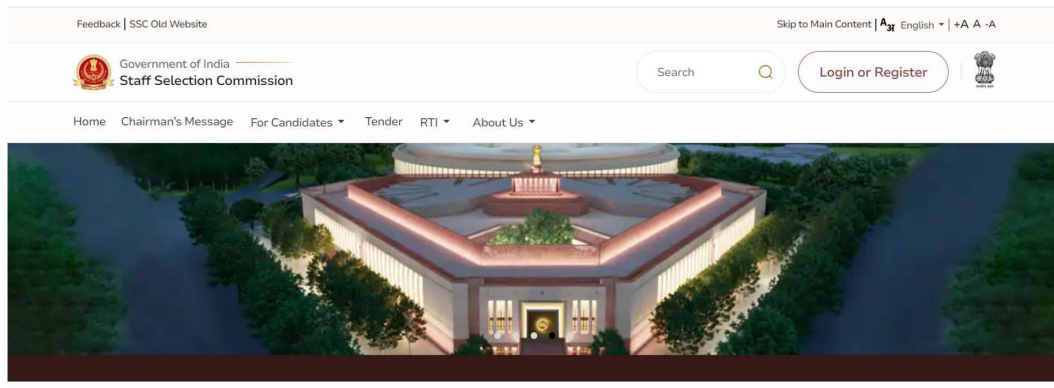 Feedback | SSC Old Website
Skip to Main Content | Aअ English | +A A -A
Government of India
Staff Selection Commission
Search
Login or Register
Home Chairman's Message For Candidates Tender RTI About Us